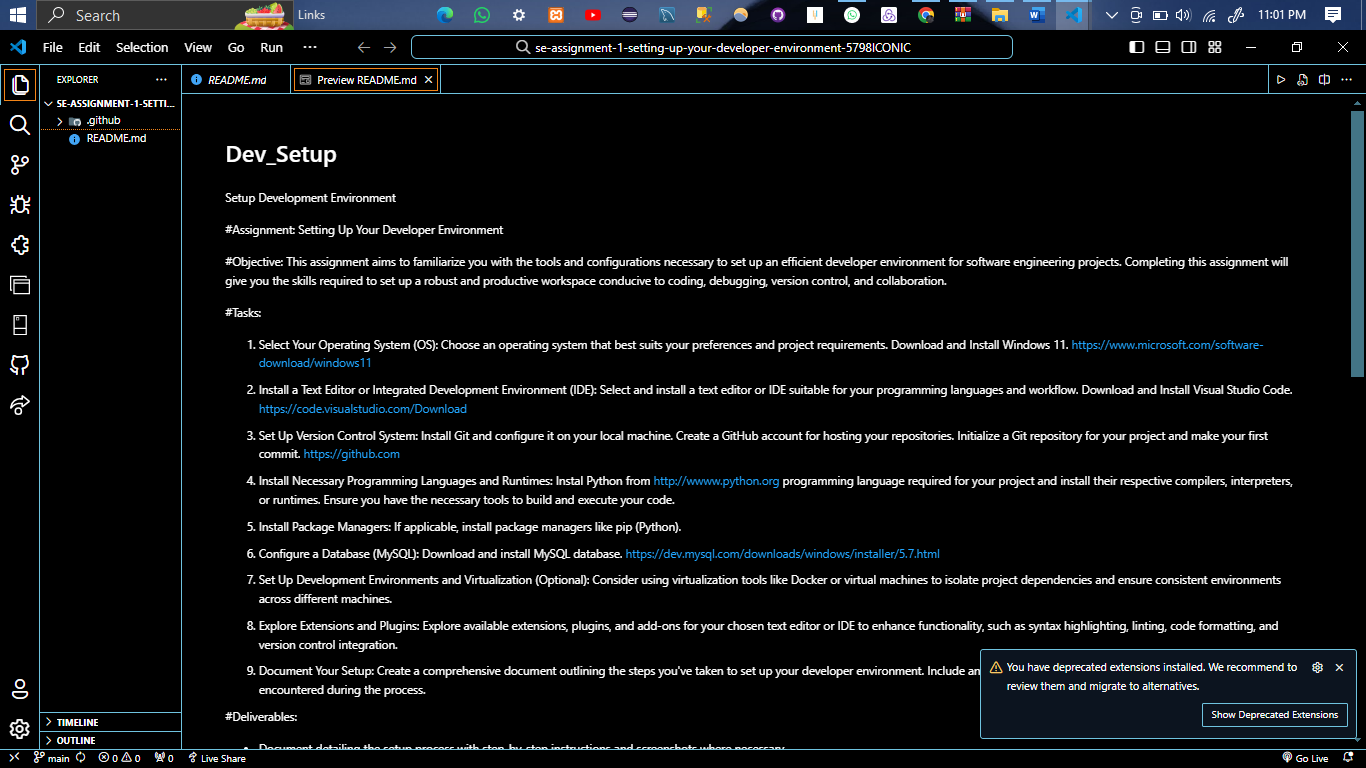 Search
Links
11:01 PM
File Edit Selection View Go Run ···
se-assignment-1-setting-up-your-developer-environment-5798ICONIC
EXPLORER
README.md
Preview README.md
SE-ASSIGNMENT-1-SETTI...
.github
README.md
Dev_Setup
Setup Development Environment
#Assignment: Setting Up Your Developer Environment
#Objective: This assignment aims to familiarize you with the tools and configurations necessary to set up an efficient developer environment for software engineering projects. Completing this assignment will
give you the skills required to set up a robust and productive workspace conducive to coding, debugging, version control, and collaboration.
#Tasks:
1. Select Your Operating System (OS): Choose an operating system that best suits your preferences and project requirements. Download and Install Windows 11. https://www.microsoft.com/software-
download/windows11
2. Install a Text Editor or Integrated Development Environment (IDE): Select and install a text editor or IDE suitable for your programming languages and workflow. Download and Install Visual Studio Code.
https://code.visualstudio.com/Download
3. Set Up Version Control System: Install Git and configure it on your local machine. Create a GitHub account for hosting your repositories. Initialize a Git repository for your project and make your first
commit. https://github.com
4. Install Necessary Programming Languages and Runtimes: Instal Python from http://wwww.python.org programming language required for your project and install their respective compilers, interpreters,
or runtimes. Ensure you have the necessary tools to build and execute your code.
5. Install Package Managers: If applicable, install package managers like pip (Python).
6. Configure a Database (MySQL): Download and install MySQL database. https://dev.mysql.com/downloads/windows/installer/5.7.html
7. Set Up Development Environments and Virtualization (Optional): Consider using virtualization tools like Docker or virtual machines to isolate project dependencies and ensure consistent environments
across different machines.
8. Explore Extensions and Plugins: Explore available extensions, plugins, and add-ons for your chosen text editor or IDE to enhance functionality, such as syntax highlighting, linting, code formatting, and
version control integration.
9. Document Your Setup: Create a comprehensive document outlining the steps you've taken to set up your developer environment. Include an
encountered during the process.
#Deliverables:
Document detailing the setup process with step-by-step instructions and screenshots where necessary.
You have deprecated extensions installed. We recommend to
review them and migrate to alternatives.
Show Deprecated Extensions
TIMELINE
OUTLINE
main 0 0 0 Live Share
Go Live